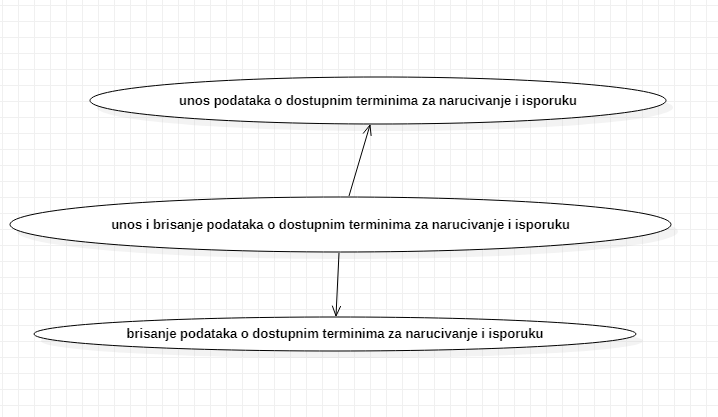 unos podataka o dostupnim terminima za narucivanje i isporuku
unos i brisanje podataka o dostupnim terminima za narucivanje i isporuku
brisanje podataka o dostupnim terminima za narucivanje i isporuku